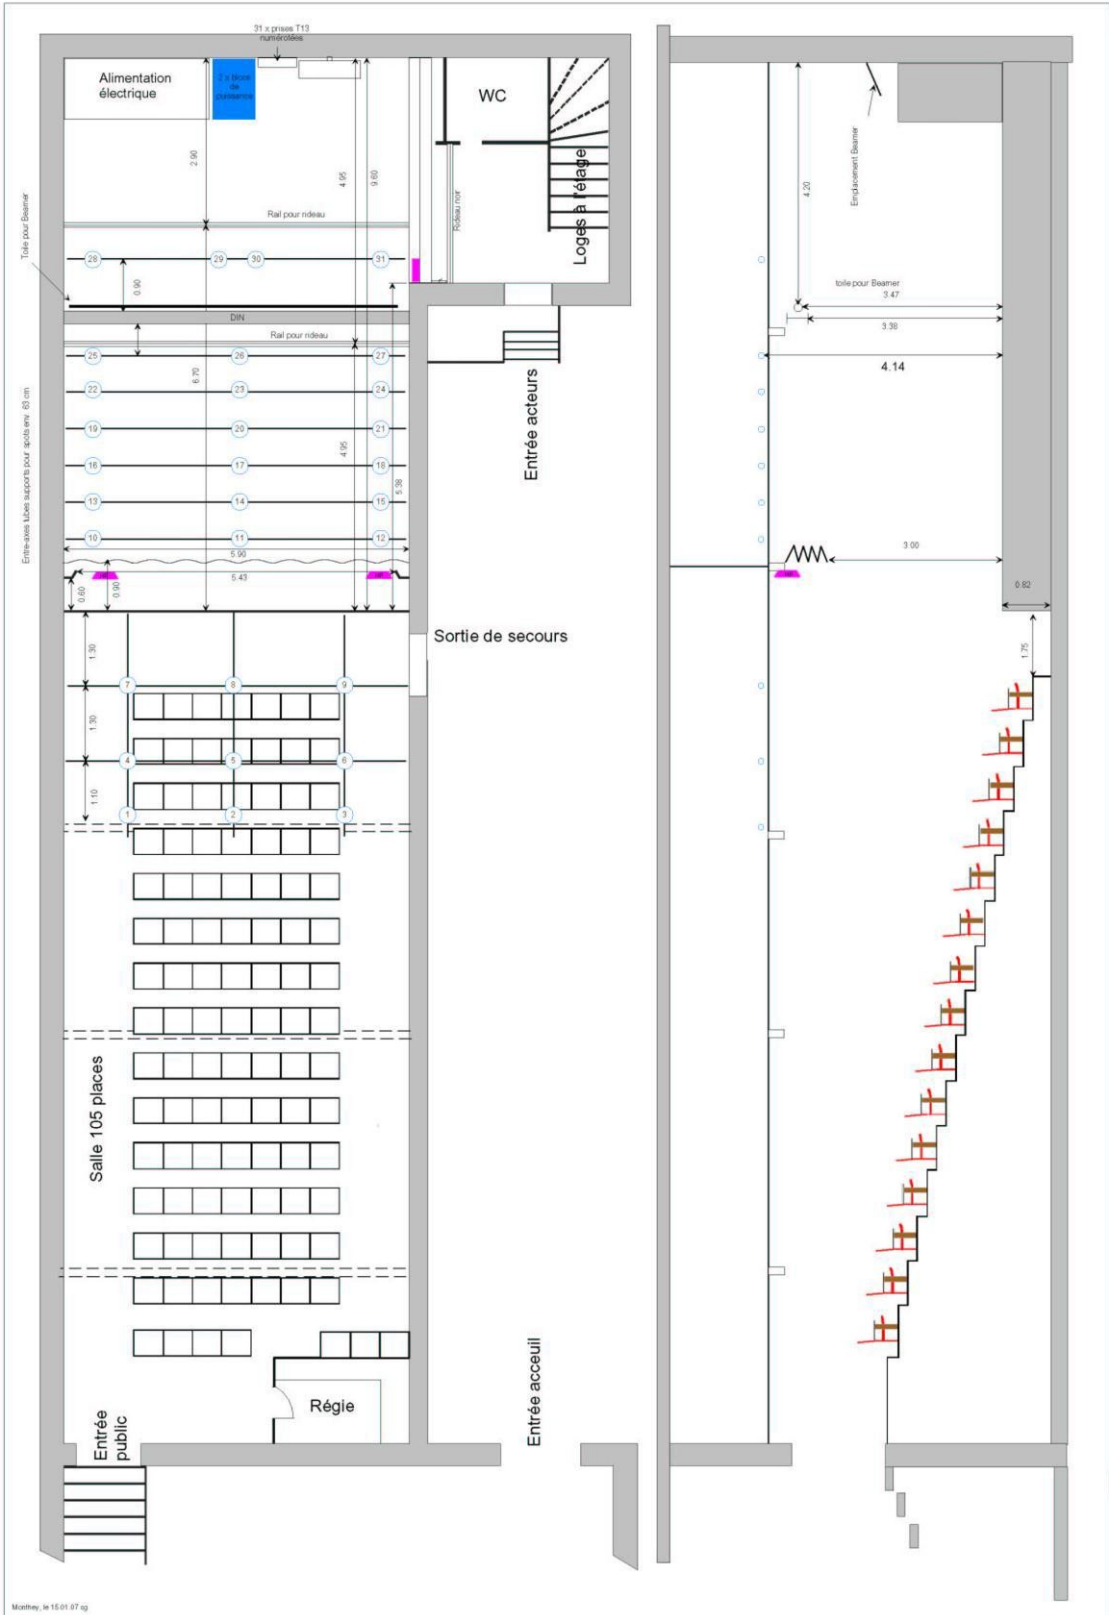 31 x prises T13
numérotées
Alimentation
électrique
2 x blocs
de
puissance
WC
Loges à l'étage
Rideau noir
2.90
4.95
9.60
4.20
Emplacement Beamer
Toile pour Beamer
Rail pour rideau
28
29
30
31
0.90
toile pour Beamer
3.47
3.38
4.14
DIN
Rail pour rideau
25
26
27
6.70
22
23
24
19
20
21
4.95
16
17
18
5.38
13
14
15
10
11
12
Entre-axes tubes supports pour spots env. 63 cm
Entrée acteurs
5.90
3.00
5.43
0.60
0.90
0.82
Sortie de secours
1.30
1.75
7
8
9
1.30
4
5
6
1.10
1
2
3
Salle 105 places
Régie
Entrée
public
Entrée acceuil
Monthey, le 15.01.07 og